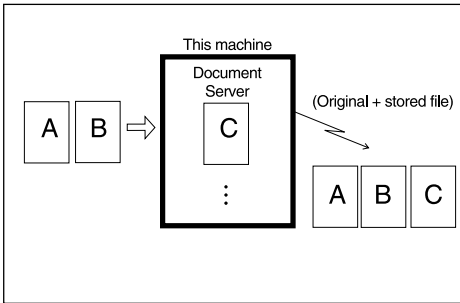 This machine
Document
Server
(Original + stored file)
A B
C
A B C